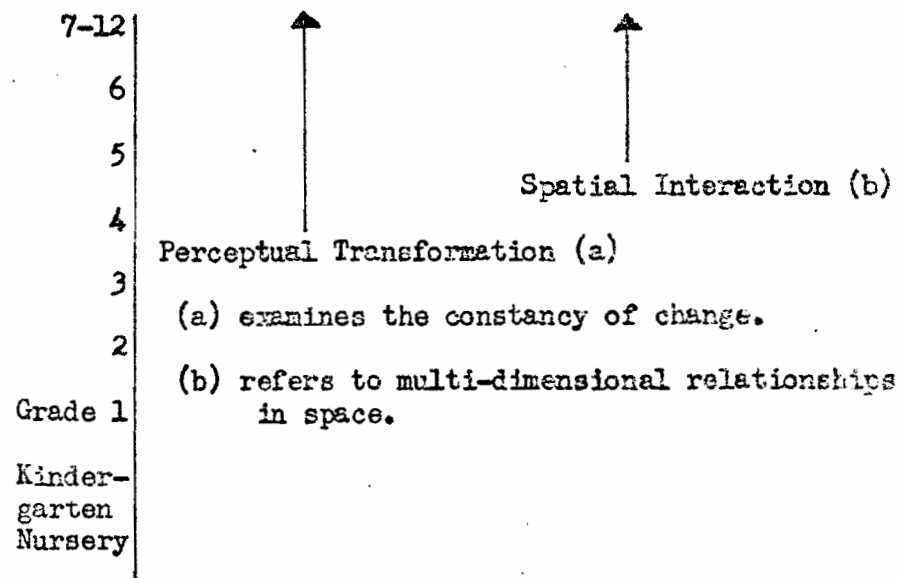 7-12
6
5
Spatial Interaction (b)
4
Perceptual Transformation (a)
3
(a) examines the constancy of change.
2
(b) refers to multi-dimensional relationships
Grade 1
in space.
Kinder-
garten
Nursery